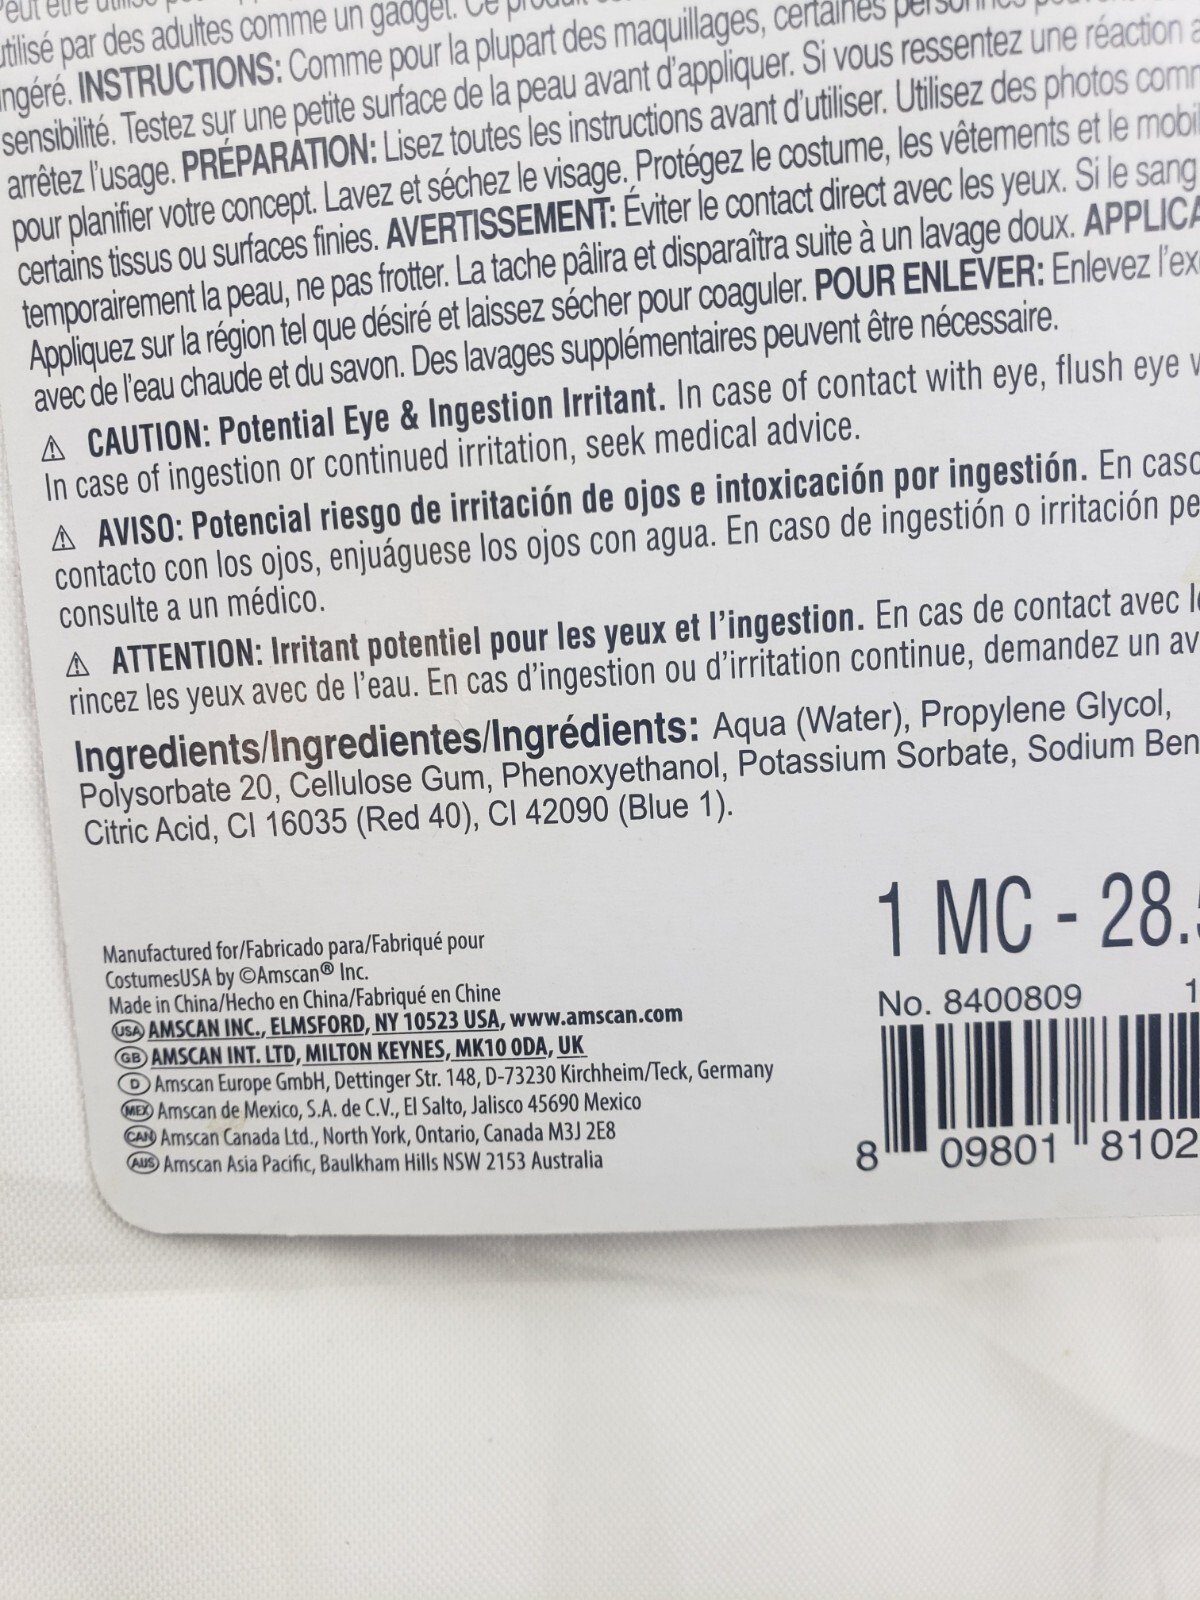 utilisé par des adultes comme un gadget. Ce
ingéré. INSTRUCTIONS: Comme pour la plupart des maquillages, certaines
sensibilité. Testez sur une petite surface de la peau avant d'appliquer. Si vous ressentez une réaction
arrêtez l'usage. PRÉPARATION: Lisez toutes les instructions avant d'utiliser. Utilisez des photos
pour planifier votre concept. Lavez et séchez le visage. Protégez le costume, les vêtements et le
certains tissus ou surfaces finies. AVERTISSEMENT: Éviter le contact direct avec les yeux. Si le sang
temporairement la peau, ne pas frotter. La tache pâlira et disparaîtra suite à un lavage doux. APPLICA
Appliquez sur la région tel que désiré et laissez sécher pour coaguler. POUR ENLEVER: Enlevez l'ex
avec de l'eau chaude et du savon. Des lavages supplémentaires peuvent être nécessaire.
⚠ CAUTION: Potential Eye & Ingestion Irritant. In case of contact with eye, flush eye
In case of ingestion or continued irritation, seek medical advice.
⚠ AVISO: Potencial riesgo de irritación de ojos e intoxicación por ingestión. En caso
contacto con los ojos, enjuáguese los ojos con agua. En caso de ingestión o irritación pe
consulte a un médico.
⚠ ATTENTION: Irritant potentiel pour les yeux et l'ingestion. En cas de contact avec
rincez les yeux avec de l'eau. En cas d'ingestion ou d'irritation continue, demandez un av
Ingredients/Ingredientes/Ingrédients: Aqua (Water), Propylene Glycol,
Polysorbate 20, Cellulose Gum, Phenoxyethanol, Potassium Sorbate, Sodium Ben
Citric Acid, CI 16035 (Red 40), CI 42090 (Blue 1).
1 MC - 28.
Manufactured for/Fabricado para/Fabriqué pour
CostumesUSA by ©Amscan® Inc.
Made in China/Hecho en China/Fabriqué en Chine
USA AMSCAN INC., ELMSFORD, NY 10523 USA, www.amscan.com
GB AMSCAN INT. LTD, MILTON KEYNES, MK10 0DA, UK
D Amscan Europe GmbH, Dettinger Str. 148, D-73230 Kirchheim/Teck, Germany
MEX Amscan de Mexico, S.A. de C.V., El Salto, Jalisco 45690 Mexico
CAN Amscan Canada Ltd., North York, Ontario, Canada M3J 2E8
AUS Amscan Asia Pacific, Baulkham Hills NSW 2153 Australia
No. 8400809 1
8 09801 8102